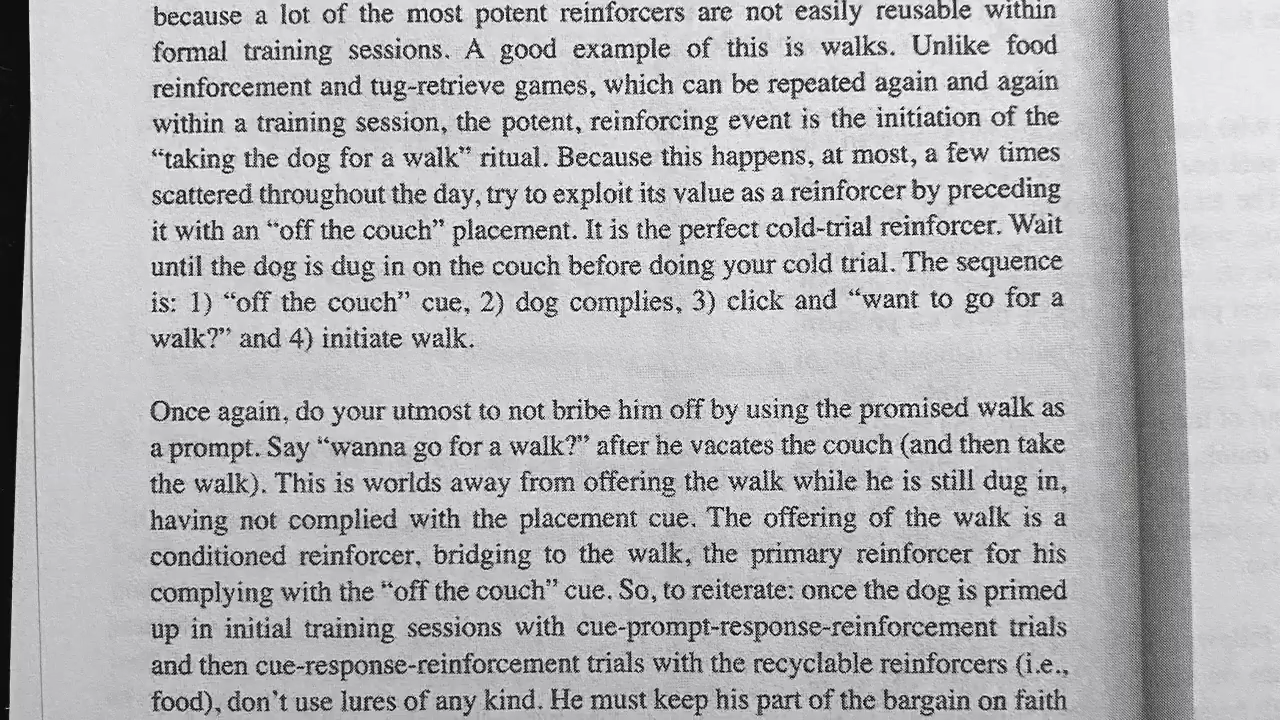 because a lot of the most potent reinforcers are not easily reusable within
formal training sessions. A good example of this is walks. Unlike food
reinforcement and tug-retrieve games, which can be repeated again and again
within a training session, the potent, reinforcing event is the initiation of the
“taking the dog for a walk” ritual. Because this happens, at most, a few times
scattered throughout the day, try to exploit its value as a reinforcer by preceding
it with an “off the couch” placement. It is the perfect cold-trial reinforcer. Wait
until the dog is dug in on the couch before doing your cold trial. The sequence
is: 1) “off the couch” cue, 2) dog complies, 3) click and “want to go for a
walk?” and 4) initiate walk.
Once again, do your utmost to not bribe him off by using the promised walk as
a prompt. Say “wanna go for a walk?” after he vacates the couch (and then take
the walk). This is worlds away from offering the walk while he is still dug in,
having not complied with the placement cue. The offering of the walk is a
conditioned reinforcer, bridging to the walk, the primary reinforcer for his
complying with the “off the couch” cue. So, to reiterate: once the dog is primed
up in initial training sessions with cue-prompt-response-reinforcement trials
and then cue-response-reinforcement trials with the recyclable reinforcers (i.e.,
food), don’t use lures of any kind. He must keep his part of the bargain on faith